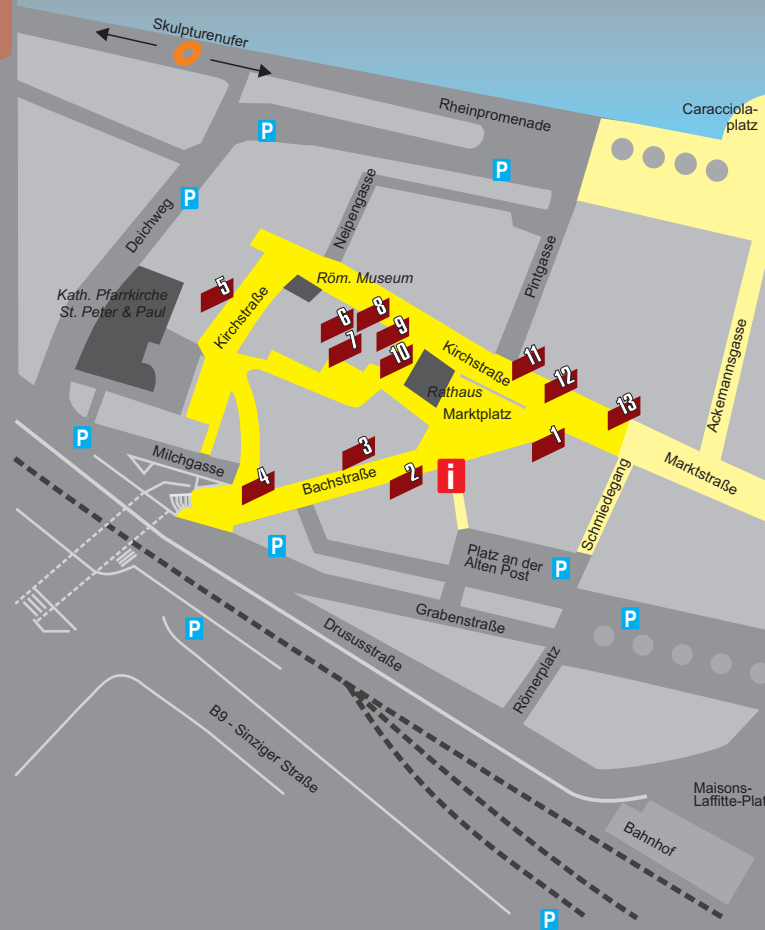 Skulpturenufer
Rheinpromenade
Caracciola-
platz
P
P
P
Deichweg
Neipengasse
Pintgasse
Ackemannsgasse
Kath. Pfarrkirche
St. Peter & Paul
5
Kirchstraße
Röm. Museum
8
6
9
7
10
Kirchstraße
11
12
13
Rathaus
Marktplatz
1
Marktstraße
P
Milchgasse
3
4
Bachstraße
2
i
Schmiedegang
P
Platz an der
Alten Post
P
Grabenstraße
P
P
Drususstraße
Römerplatz
B9 - Sinziger Straße
Maisons-
Laffitte-Plat
Bahnhof
P